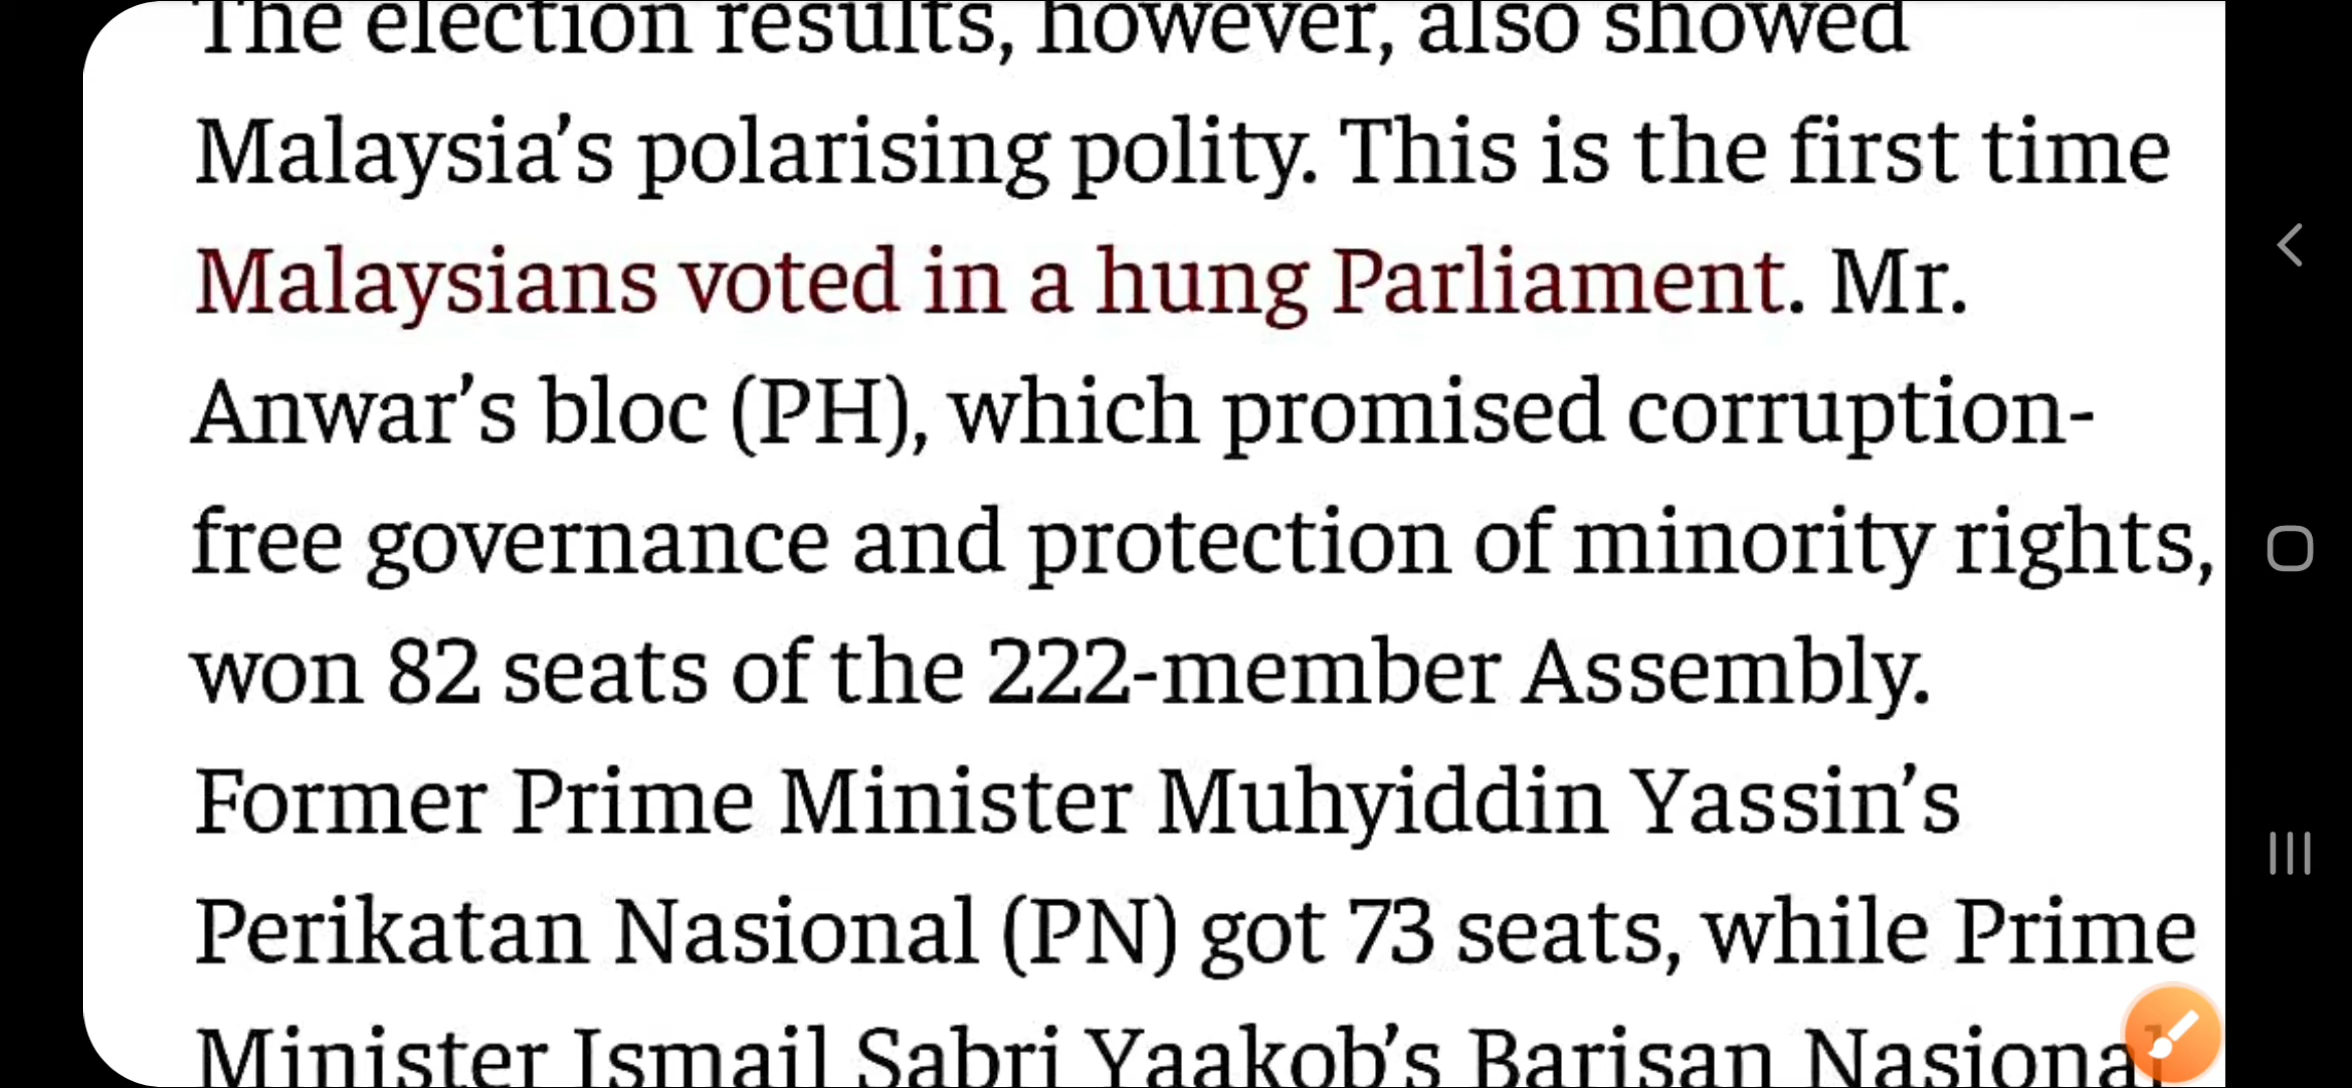 The election results, however, also showed
Malaysia’s polarising polity. This is the first time
Malaysians voted in a hung Parliament. Mr.
Anwar’s bloc (PH), which promised corruption-
free governance and protection of minority rights,
won 82 seats of the 222-member Assembly.
Former Prime Minister Muhyiddin Yassin’s
Perikatan Nasional (PN) got 73 seats, while Prime
Minister Ismail Sabri Yaakob’s Barisan Nasional